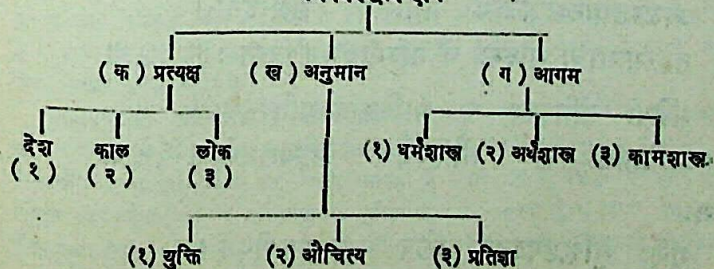 ( क ) प्रत्यक्ष ( ख ) अनुमान ( ग ) आगम
देश काल लोक (१) धर्मशास्त्र (२) अर्थशास्त्र (३) कामशास्त्र
( १ ) ( २ ) ( ३ )
(१) युक्ति (२) औचित्य (३) प्रतिज्ञा